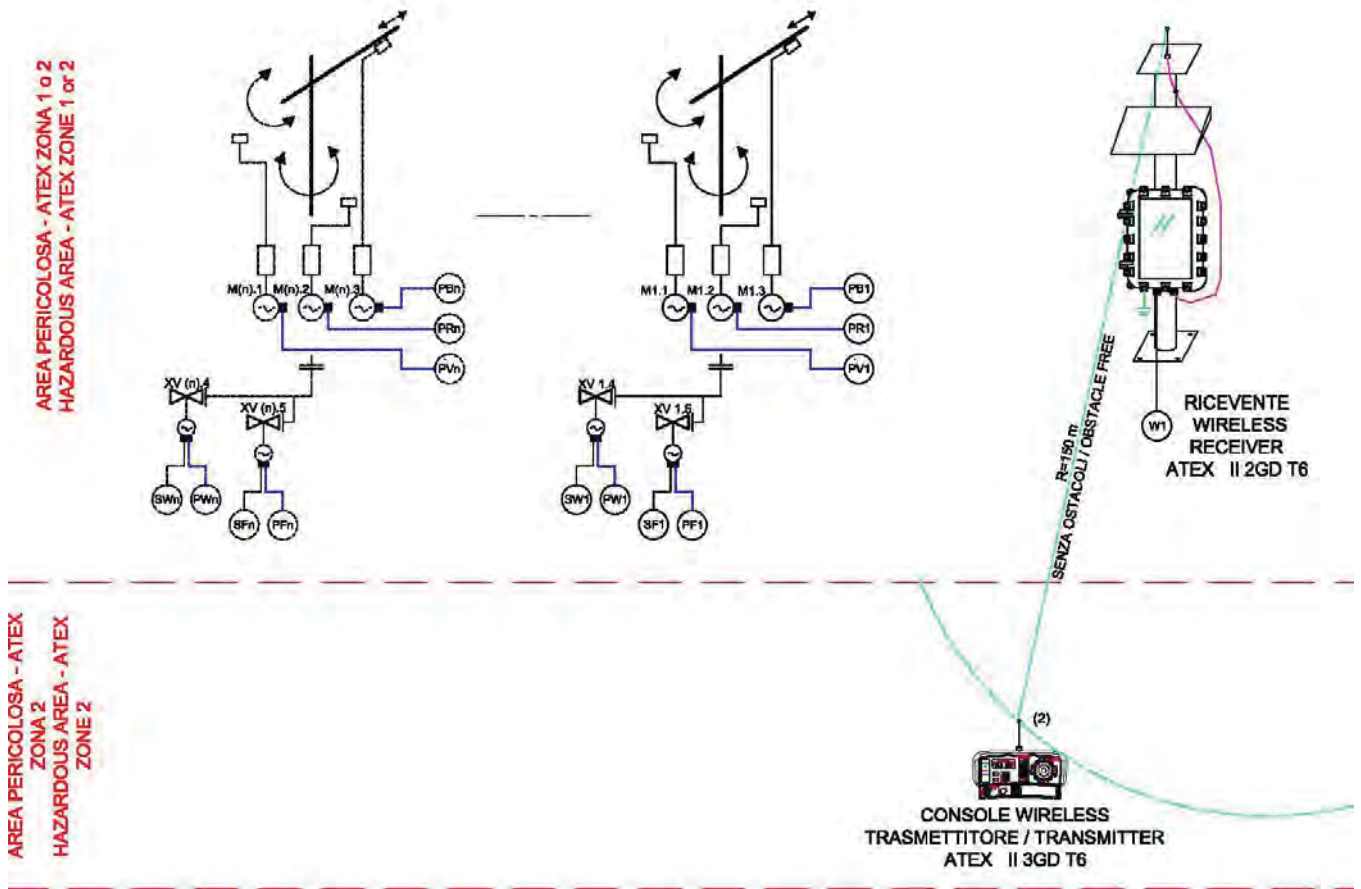 AREA PERICOLOSA - ATEX ZONA 1 o 2
HAZARDOUS AREA - ATEX ZONE 1 or 2
M(n).1
M(n).2
M(n).3
PBn
PRn
PVn
XV (n).4
XV (n).5
SWn
PWn
SFn
PFn
M1.1
M1.2
M1.3
PB1
PR1
PV1
XV 1.4
XV 1.6
SW1
PW1
SF1
PF1
W1
RICEVENTE
WIRELESS
RECEIVER
ATEX II 2GD T6
R=150 m
SENZA OSTACOLI / OBSTACLE FREE
AREA PERICOLOSA - ATEX
ZONA 2
HAZARDOUS AREA - ATEX
ZONE 2
(2)
CONSOLE WIRELESS
TRASMETTITORE / TRANSMITTER
ATEX II 3GD T6